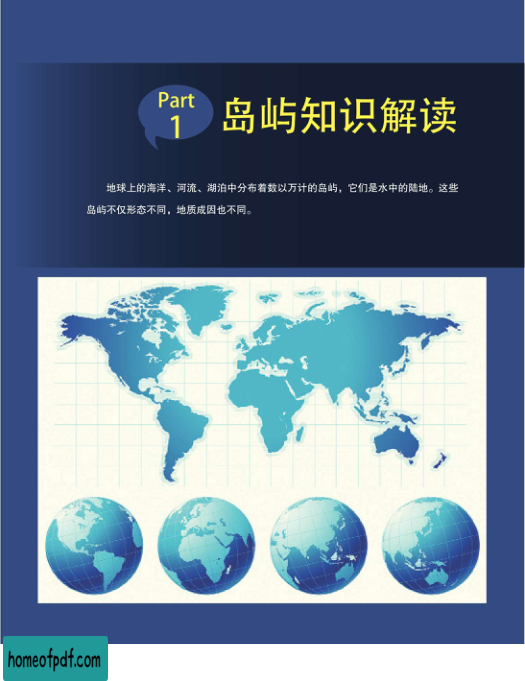 Part
1
岛屿知识解读
地球上的海洋、河流、湖泊中分布着数以万计的岛屿，它们是水中的陆地。这些
岛屿不仅形态不同，地质成因也不同。
homeofpdf.com